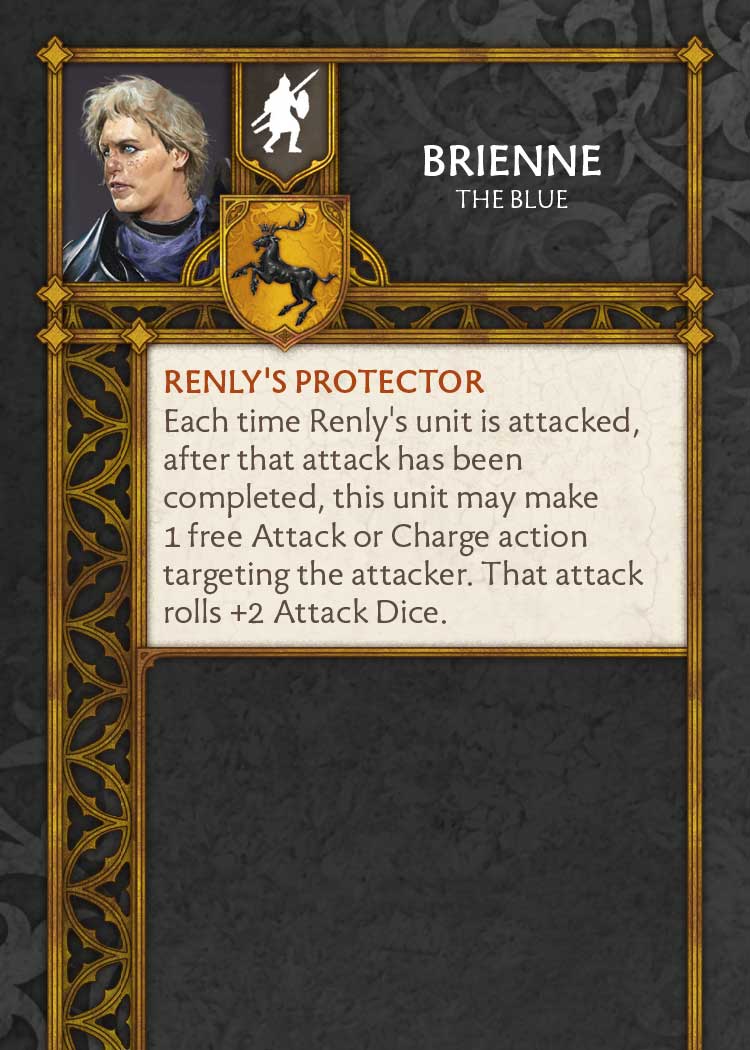 BRIENNE
THE BLUE
RENLY'S PROTECTOR
Each time Renly's unit is attacked,
after that attack has been
completed, this unit may make
1 free Attack or Charge action
targeting the attacker. That attack
rolls +2 Attack Dice.